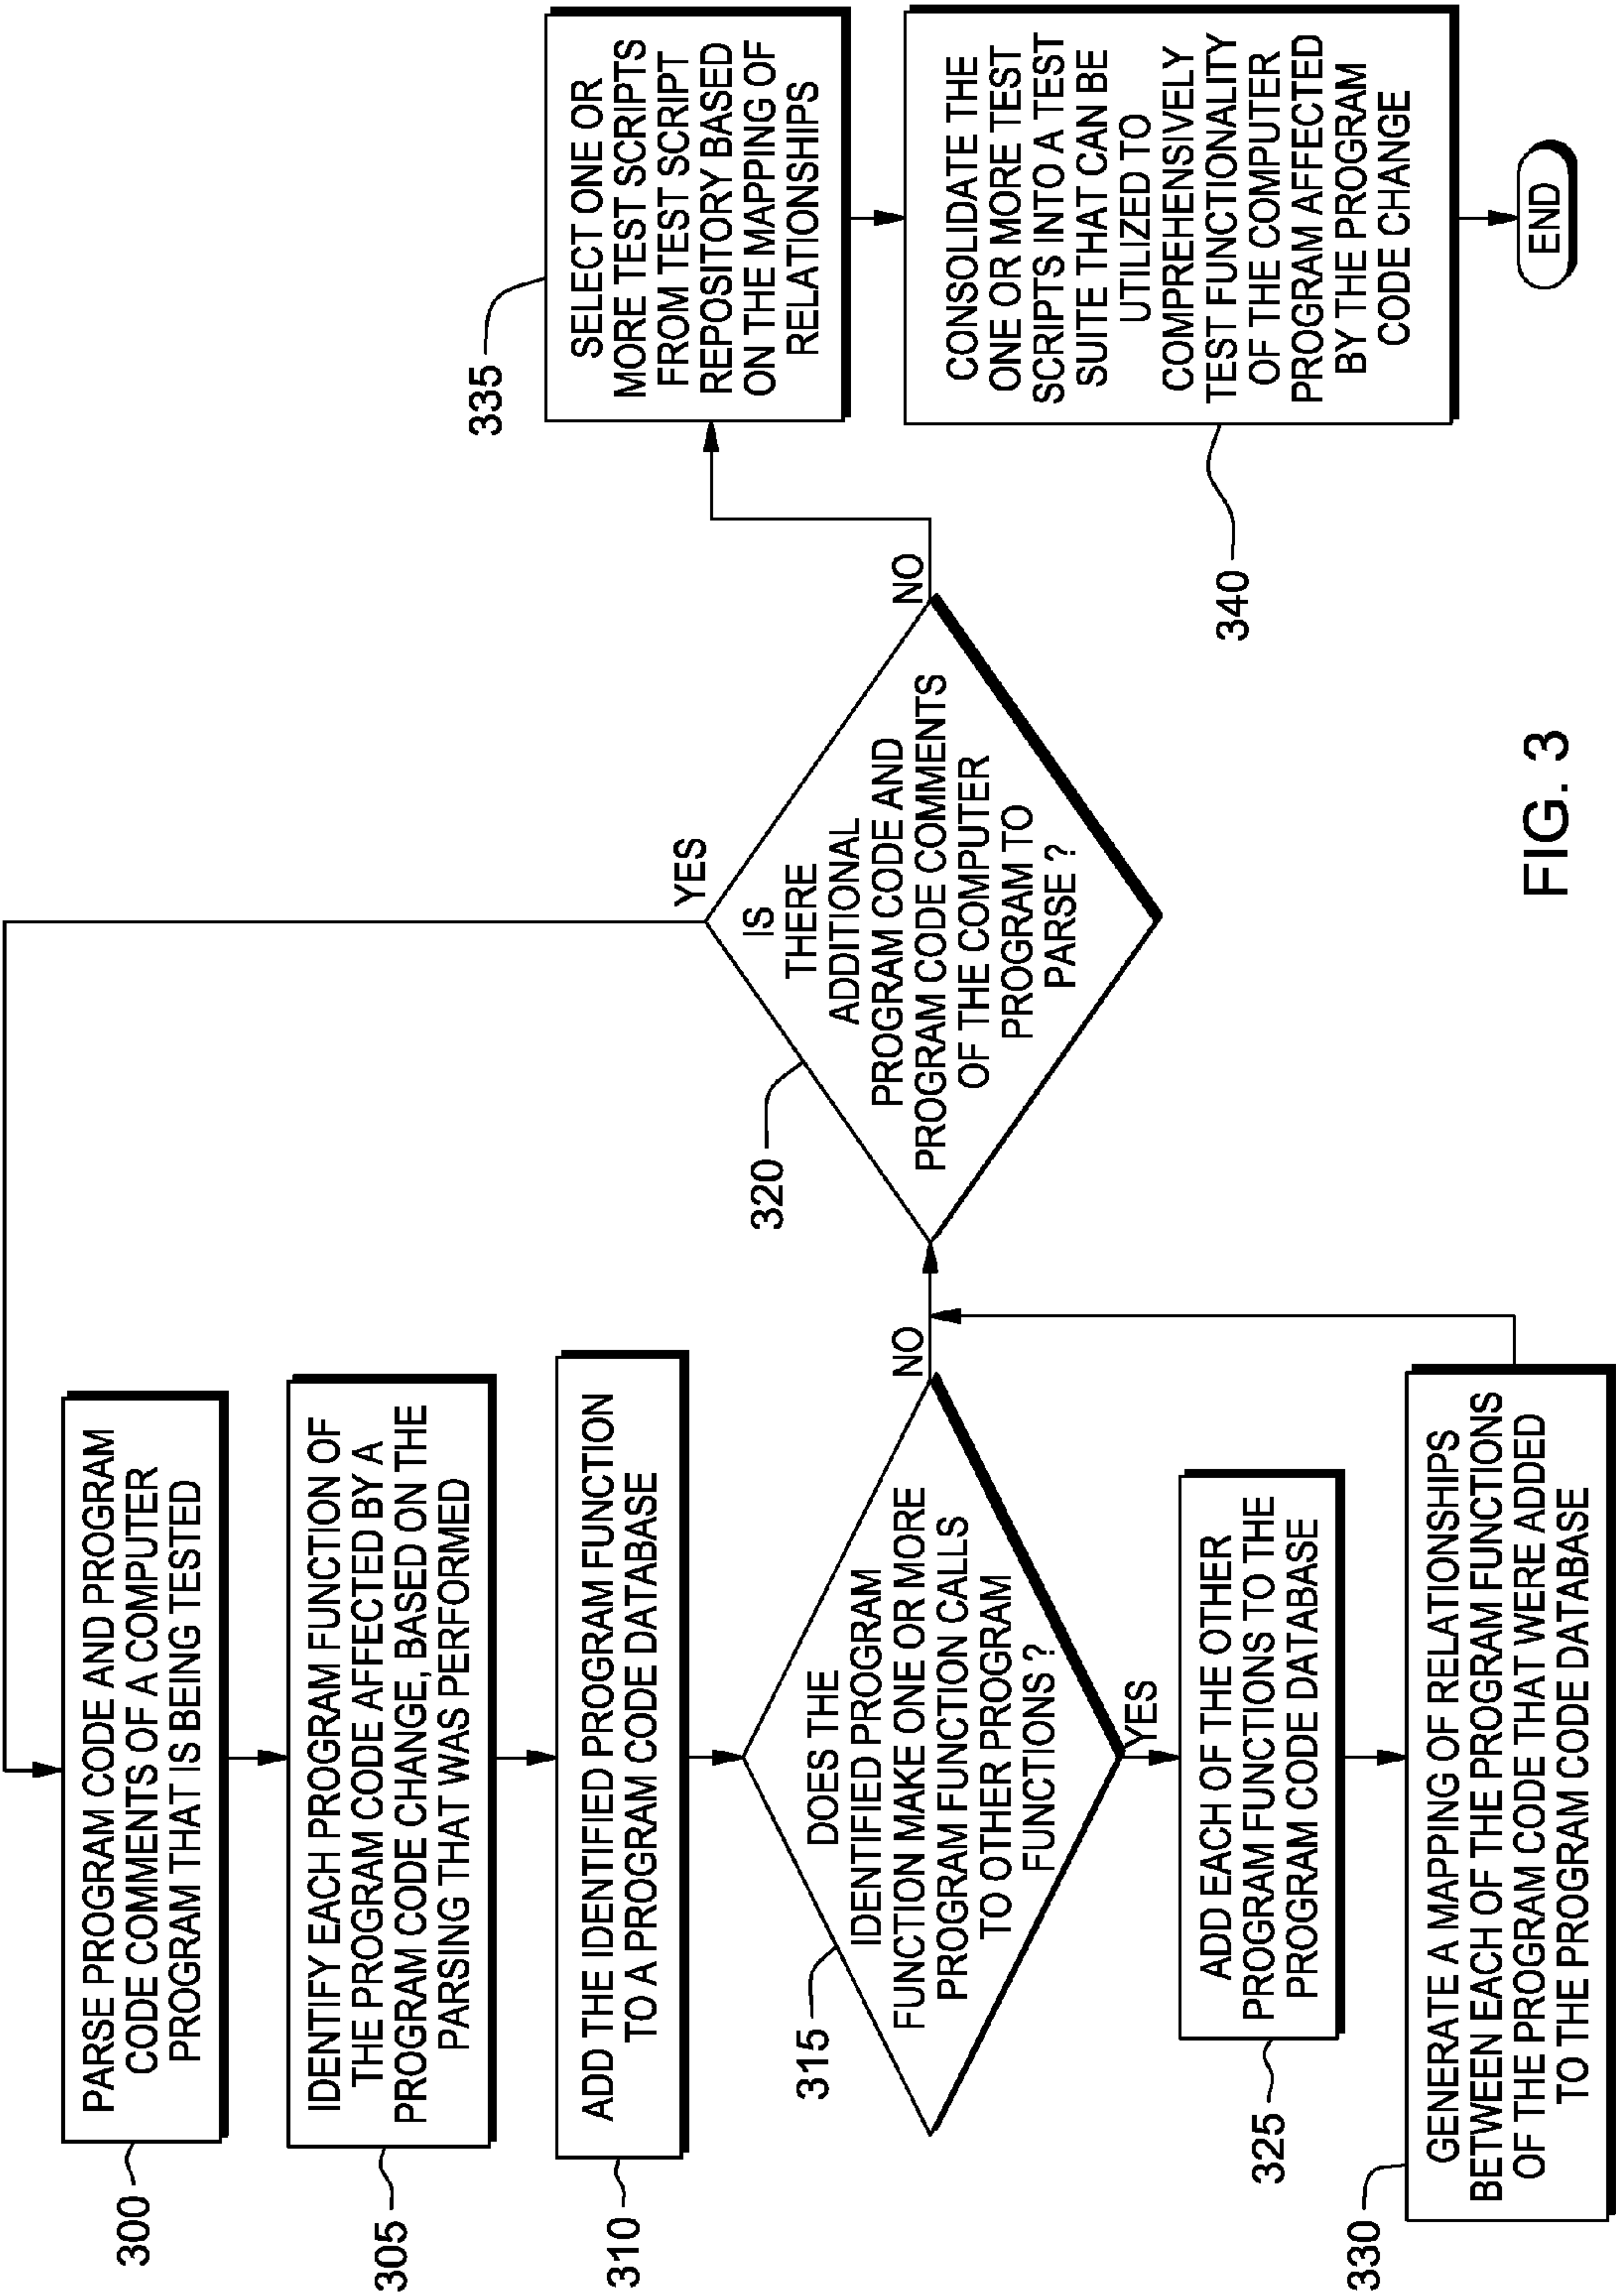 PARSE PROGRAM CODE AND PROGRAM
CODE COMMENTS OF A COMPUTER
PROGRAM THAT IS BEING TESTED
300
IDENTIFY EACH PROGRAM FUNCTION OF
THE PROGRAM CODE AFFECTED BY A
PROGRAM CODE CHANGE, BASED ON THE
PARSING THAT WAS PERFORMED
305
ADD THE IDENTIFIED PROGRAM FUNCTION
TO A PROGRAM CODE DATABASE
310
DOES THE
IDENTIFIED PROGRAM
FUNCTION MAKE ONE OR MORE
PROGRAM FUNCTION CALLS
TO OTHER PROGRAM
FUNCTIONS ?
315
NO
YES
ADD EACH OF THE OTHER
PROGRAM FUNCTIONS TO THE
PROGRAM CODE DATABASE
325
GENERATE A MAPPING OF RELATIONSHIPS
BETWEEN EACH OF THE PROGRAM FUNCTIONS
OF THE PROGRAM CODE THAT WERE ADDED
TO THE PROGRAM CODE DATABASE
330
YES
IS
THERE
ADDITIONAL
PROGRAM CODE AND
PROGRAM CODE COMMENTS
OF THE COMPUTER
PROGRAM TO
PARSE ?
320
NO
SELECT ONE OR
MORE TEST SCRIPTS
FROM TEST SCRIPT
REPOSITORY BASED
ON THE MAPPING OF
RELATIONSHIPS
335
CONSOLIDATE THE
ONE OR MORE TEST
SCRIPTS INTO A TEST
SUITE THAT CAN BE
UTILIZED TO
COMPREHENSIVELY
TEST FUNCTIONALITY
OF THE COMPUTER
PROGRAM AFFECTED
BY THE PROGRAM
CODE CHANGE
340
END
FIG. 3